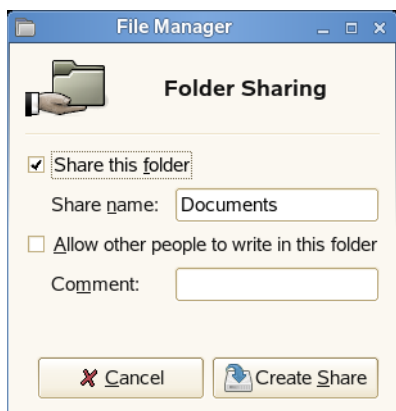 File Manager
Folder Sharing
Share this folder
Share name: Documents
Allow other people to write in this folder
Comment:
Cancel Create Share